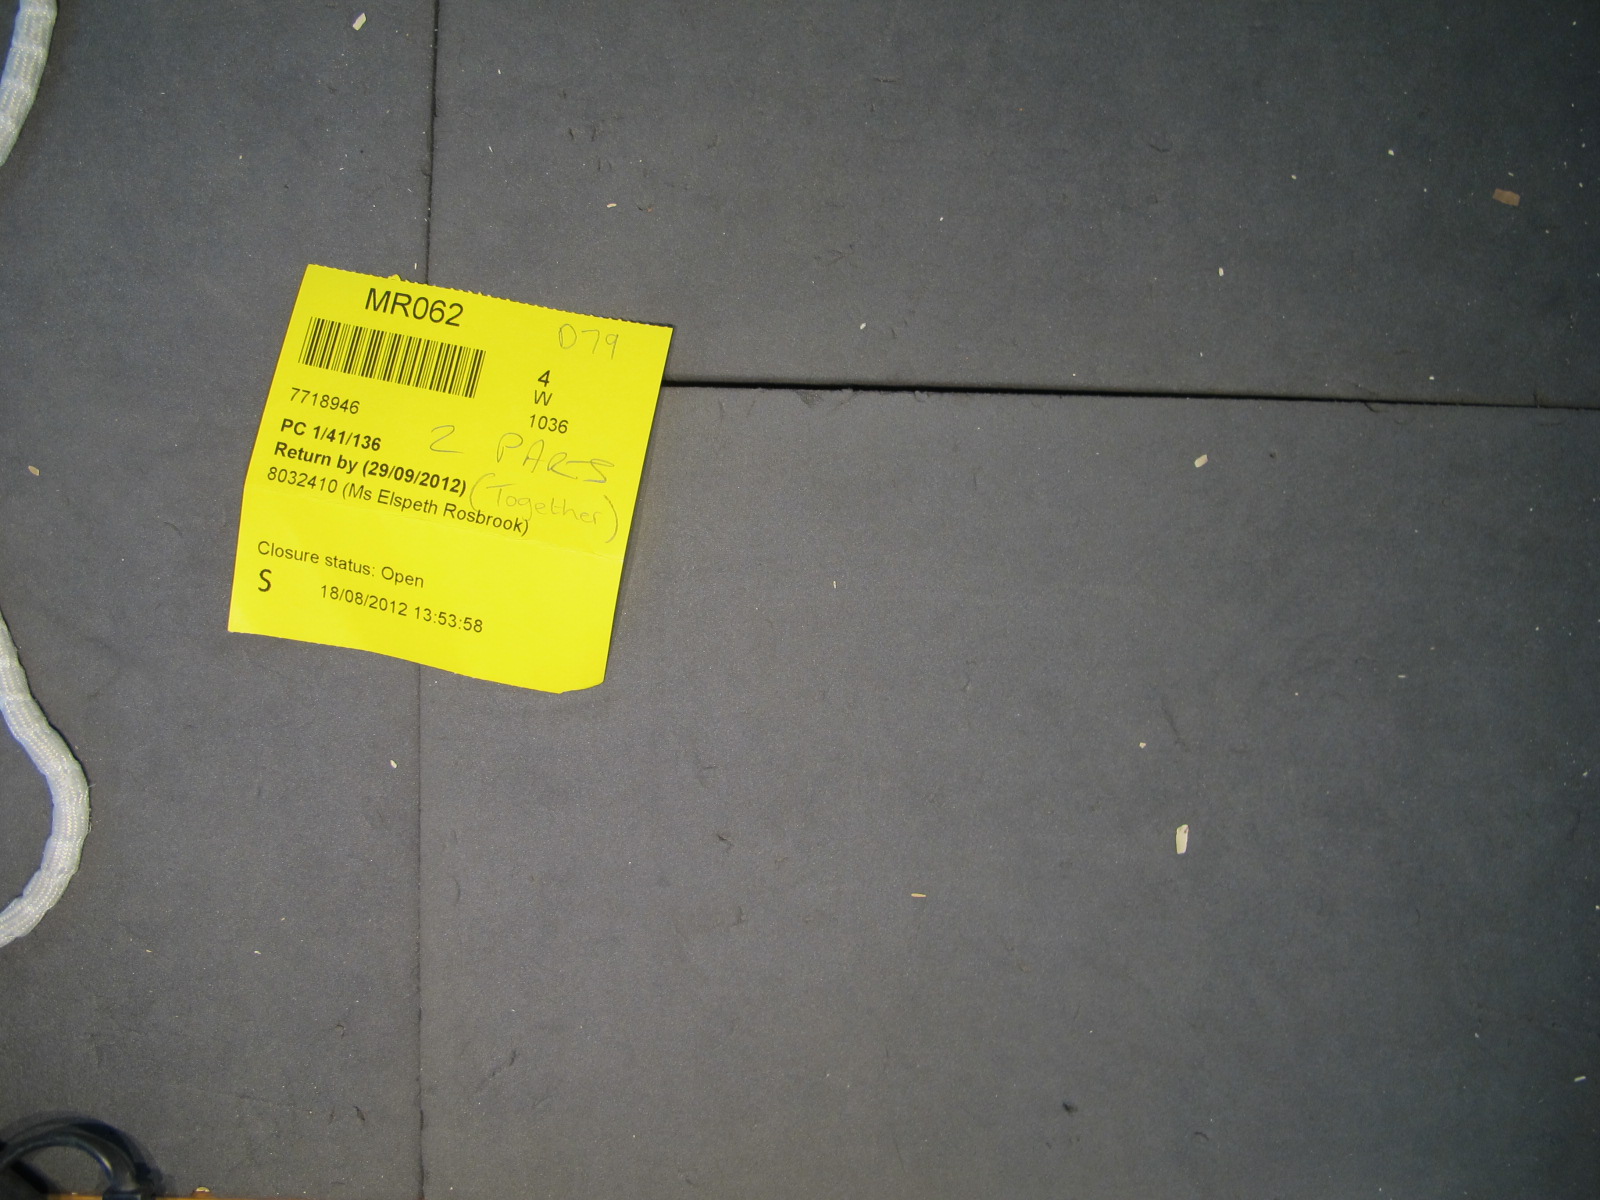 MR062
D79
4
W
1036
7718946
PC 1/41/136
2 PARTS
Return by (29/09/2012)
(Together)
8032410 (Ms Elspeth Rosbrook)
Closure status: Open
S 18/08/2012 13:53:58